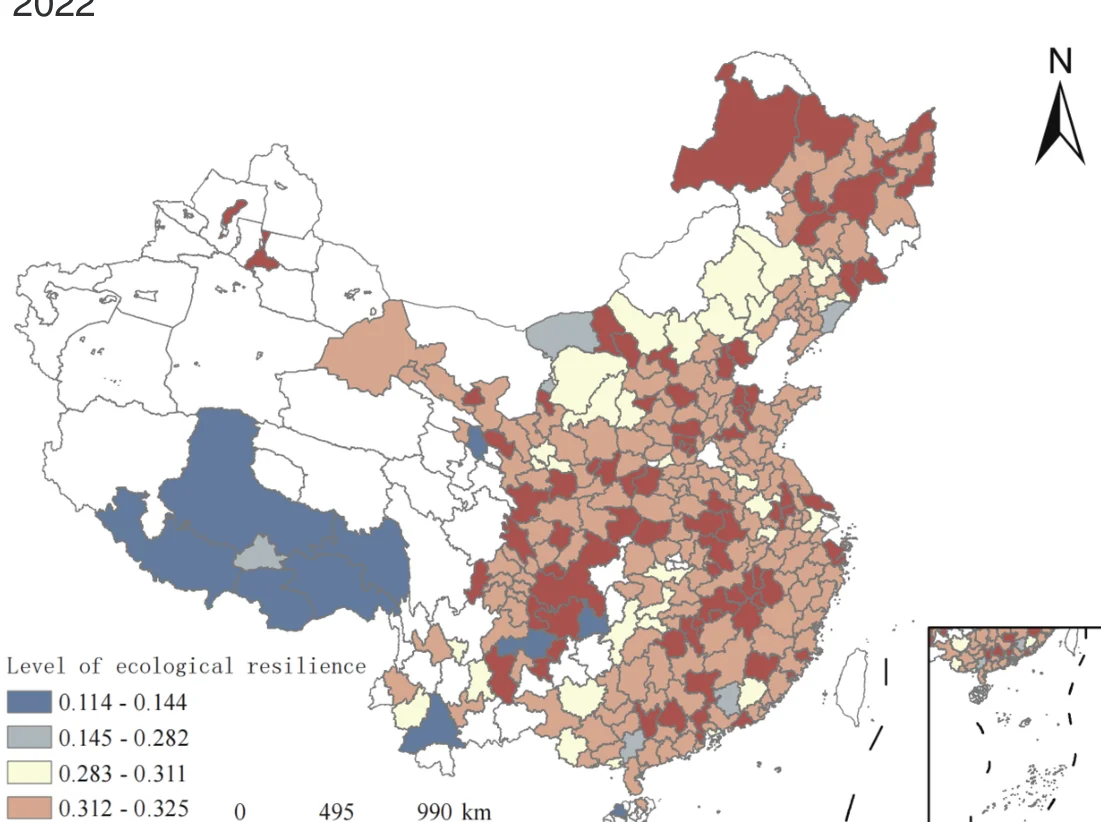 2022
N
Level of ecological resilience
0.114 - 0.144
0.145 - 0.282
0.283 - 0.311
0.312 - 0.325
0 495 990 km